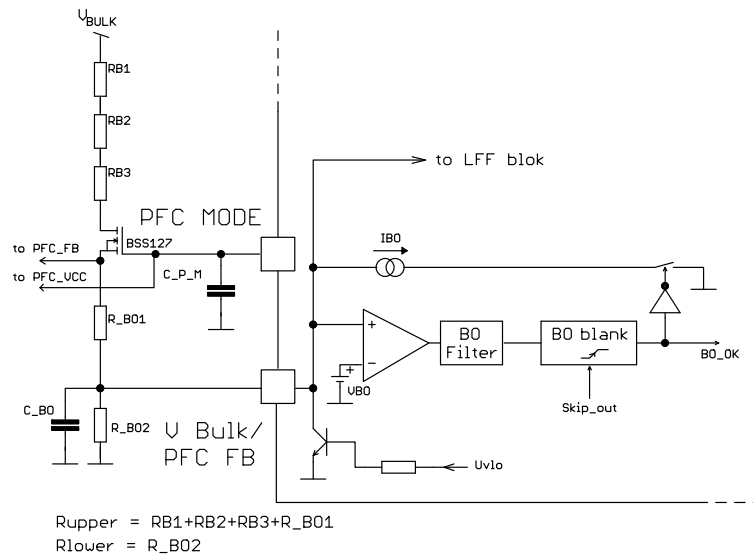 VBULK
RB1
RB2
RB3
to LFF blok
PFC MODE
to PFC_FB
BSS127
to PFC_VCC
C_P_M
IBO
R_BO1
+
−
+
VBO
BO
Filter
BO blank
BO_OK
Skip_out
C_BO
R_BO2
V Bulk/
PFC FB
Uvlo
Rupper = RB1+RB2+RB3+R_BO1
Rlower = R_BO2